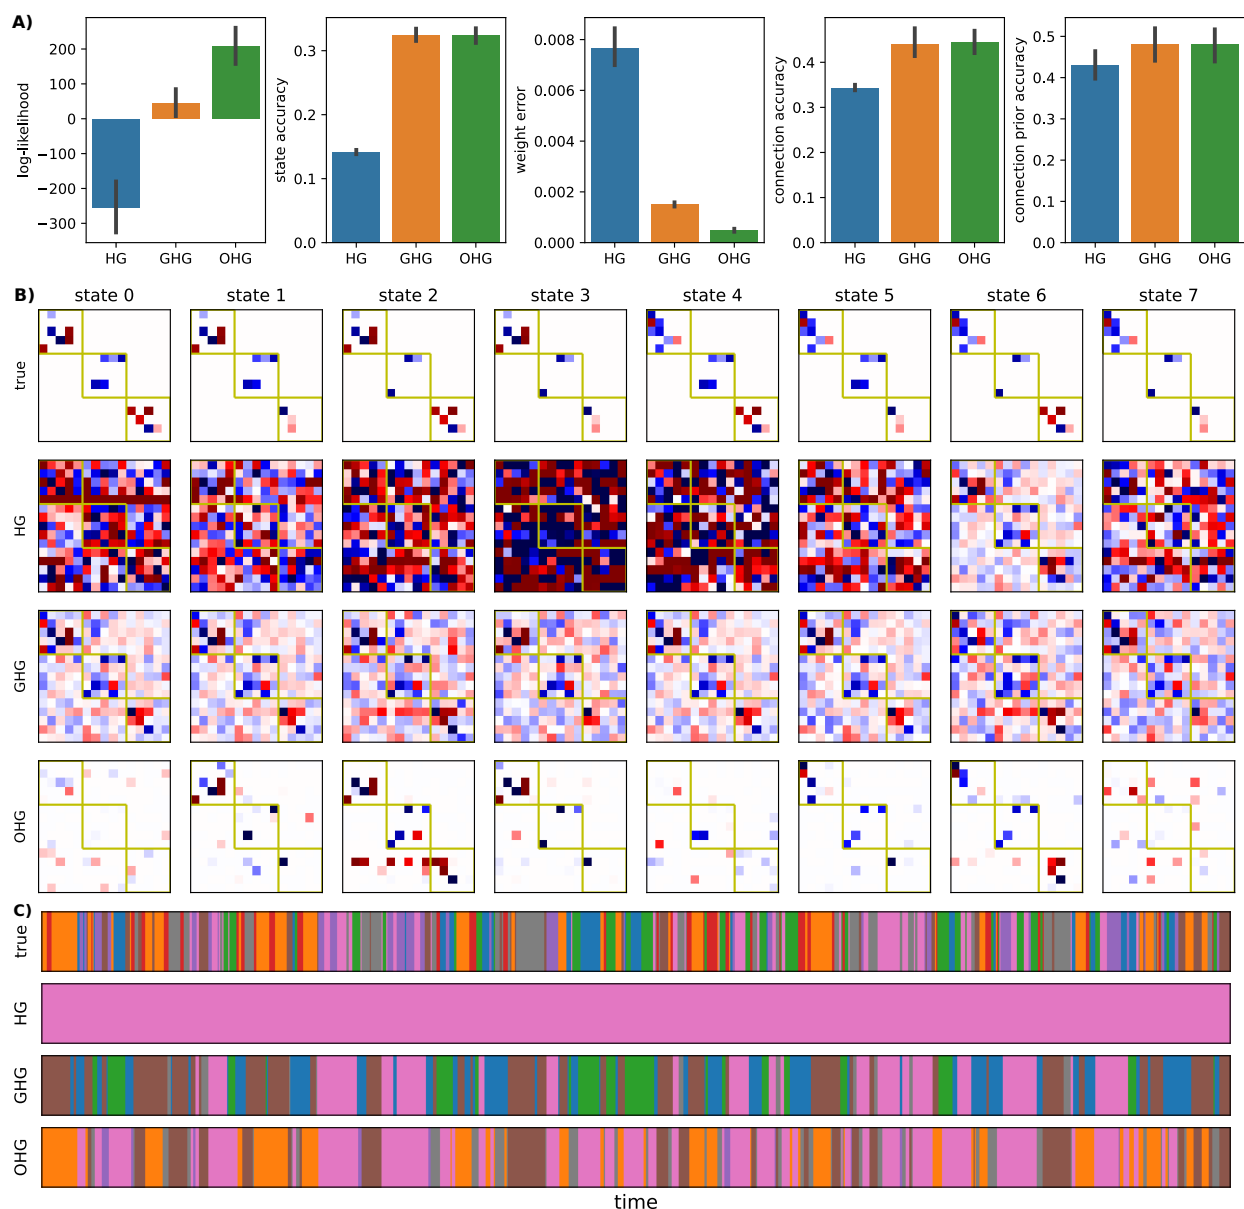 A)
log-likelihood
200
100
0
−100
−200
−300
HG GHG OHG
state accuracy
0.3
0.2
0.1
0.0
HG GHG OHG
weight error
0.008
0.006
0.004
0.002
0.000
HG GHG OHG
connection accuracy
0.4
0.3
0.2
0.1
0.0
HG GHG OHG
connection prior accuracy
0.5
0.4
0.3
0.2
0.1
0.0
HG GHG OHG
B)
state 0 state 1 state 2 state 3 state 4 state 5 state 6 state 7
true
HG
GHG
OHG
C)
true
HG
GHG
OHG
time